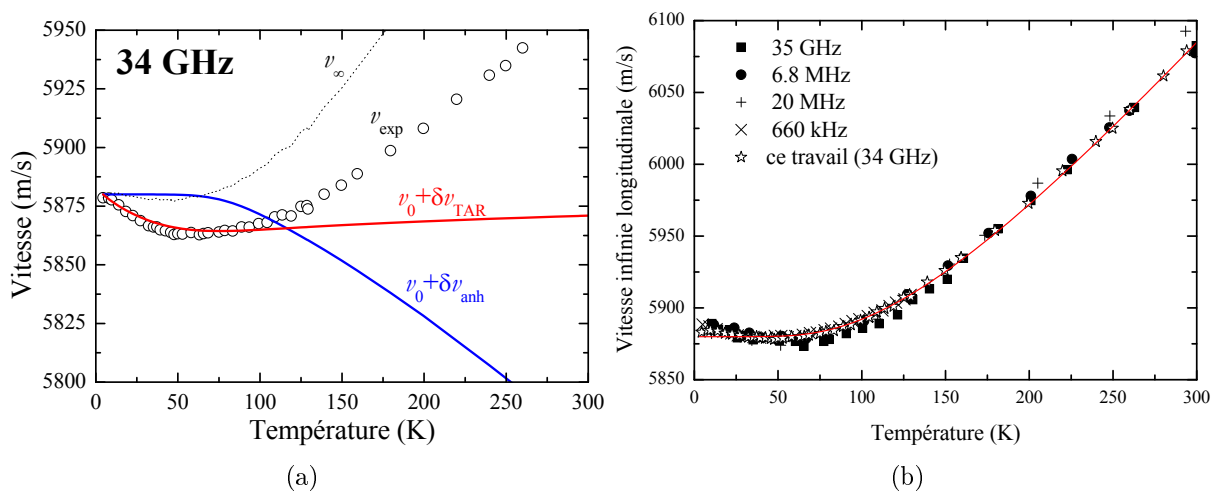 34 GHz
v∞
vexp
v0+δvTAR
v0+δvanh
5950
5925
5900
5875
5850
5825
5800
0 50 100 150 200 250 300
Vitesse (m/s)
Température (K)
(a)
35 GHz
6.8 MHz
20 MHz
660 kHz
ce travail (34 GHz)
6100
6050
6000
5950
5900
5850
0 50 100 150 200 250 300
Vitesse infinie longitudinale (m/s)
Température (K)
(b)